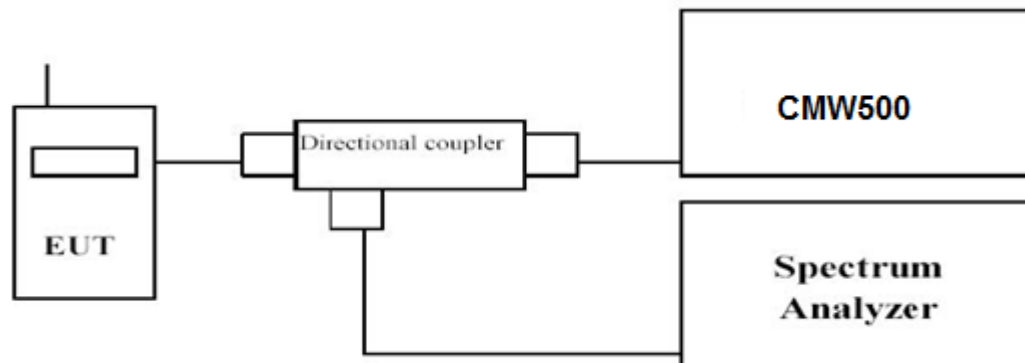 CMW500
Directional coupler
EUT
Spectrum
Analyzer